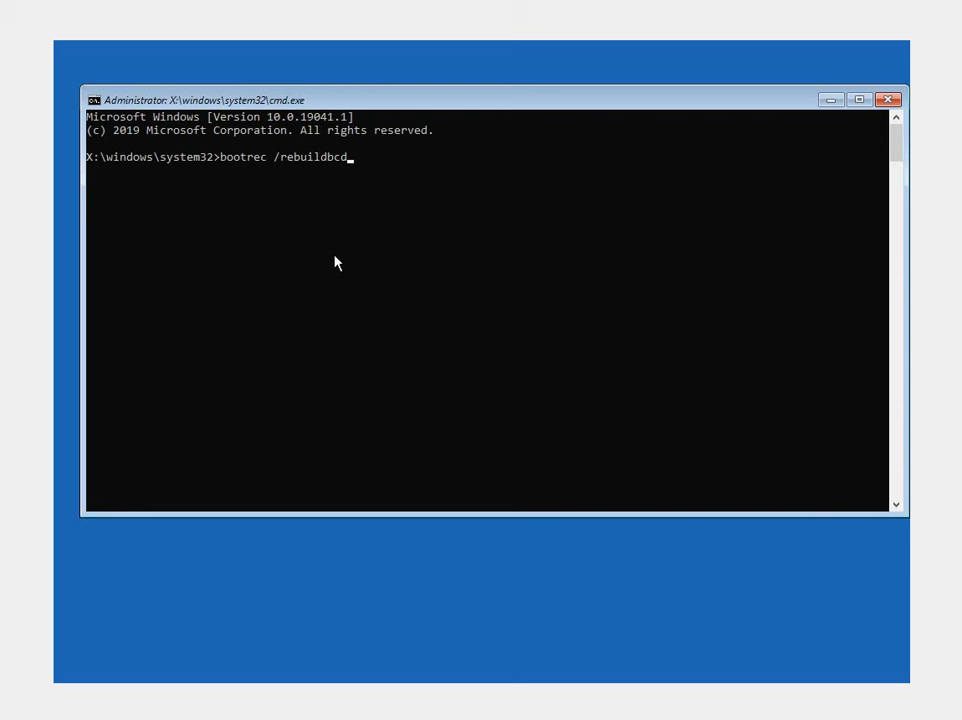 Administrator: X:\windows\system32\cmd.exe
Microsoft Windows [Version 10.0.19041.1]
(c) 2019 Microsoft Corporation. All rights reserved.
X:\windows\system32>bootrec /rebuildbcd